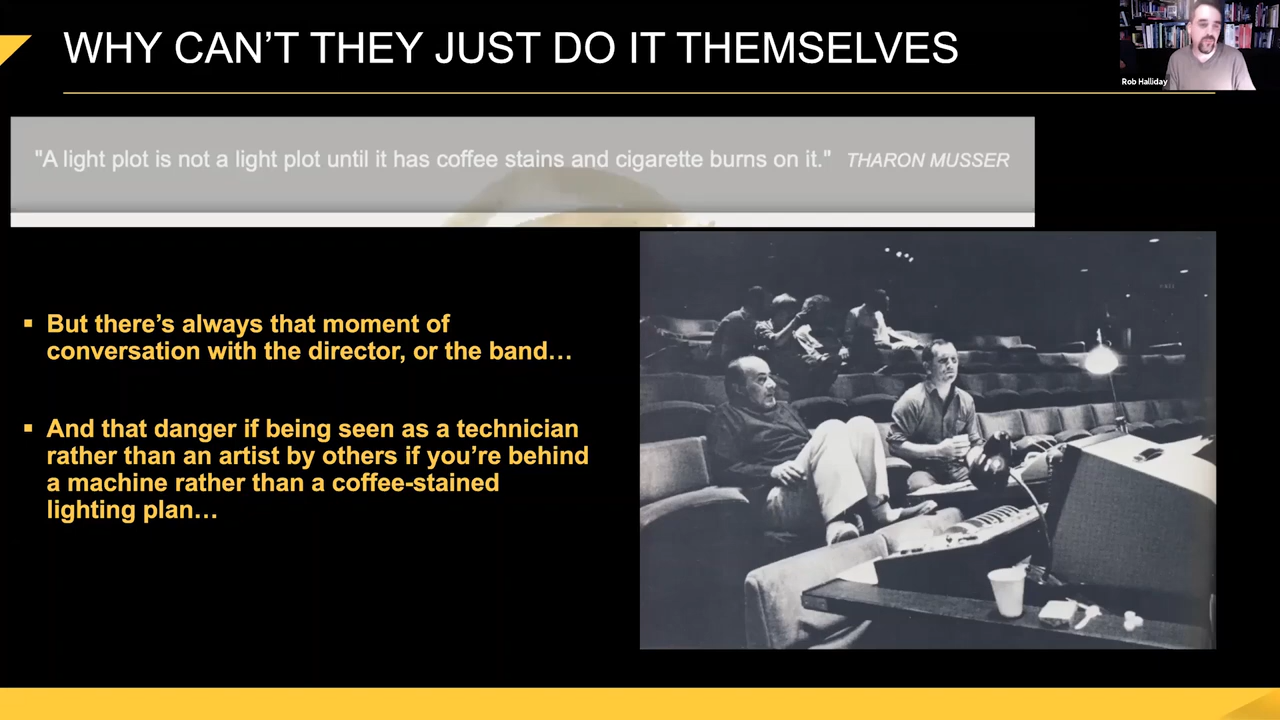 WHY CAN'T THEY JUST DO IT THEMSELVES
Rob Halliday
"A light plot is not a light plot until it has coffee stains and cigarette burns on it." THARON MUSSER
▪ But there's always that moment of
conversation with the director, or the band…
▪ And that danger if being seen as a technician
rather than an artist by others if you're behind
a machine rather than a coffee-stained
lighting plan…